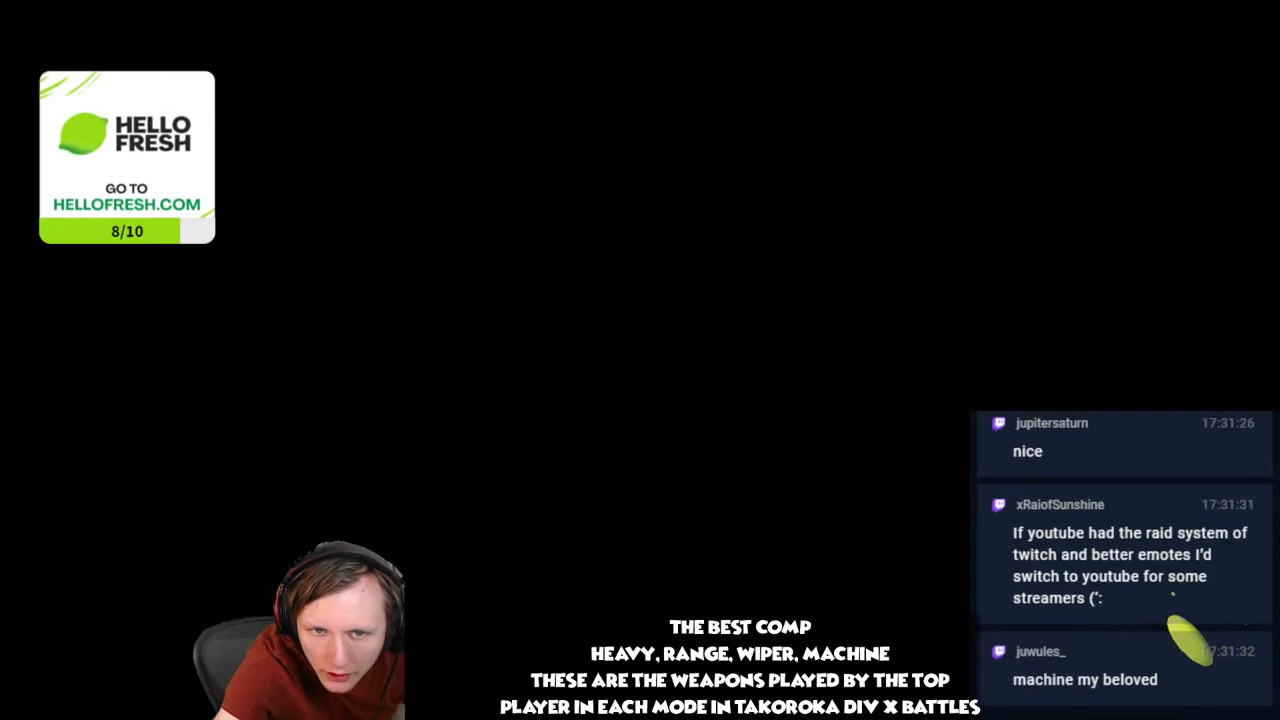 HELLO
FRESH
GO TO
HELLOFRESH.COM
8/10
jupitersaturn 17:31:26
nice
xRaiofSunshine 17:31:31
If youtube had the raid system of
twitch and better emotes I'd
switch to youtube for some
streamers (':
juwules_ 17:31:32
machine my beloved
THE BEST COMP
HEAVY, RANGE, WIPER, MACHINE
THESE ARE THE WEAPONS PLAYED BY THE TOP
PLAYER IN EACH MODE IN TAKOROKA DIV X BATTLES